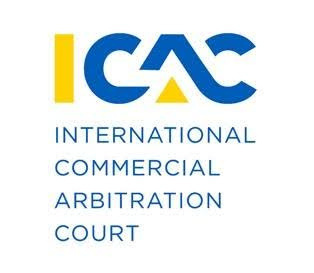 ICAC
INTERNATIONAL
COMMERCIAL
ARBITRATION
COURT